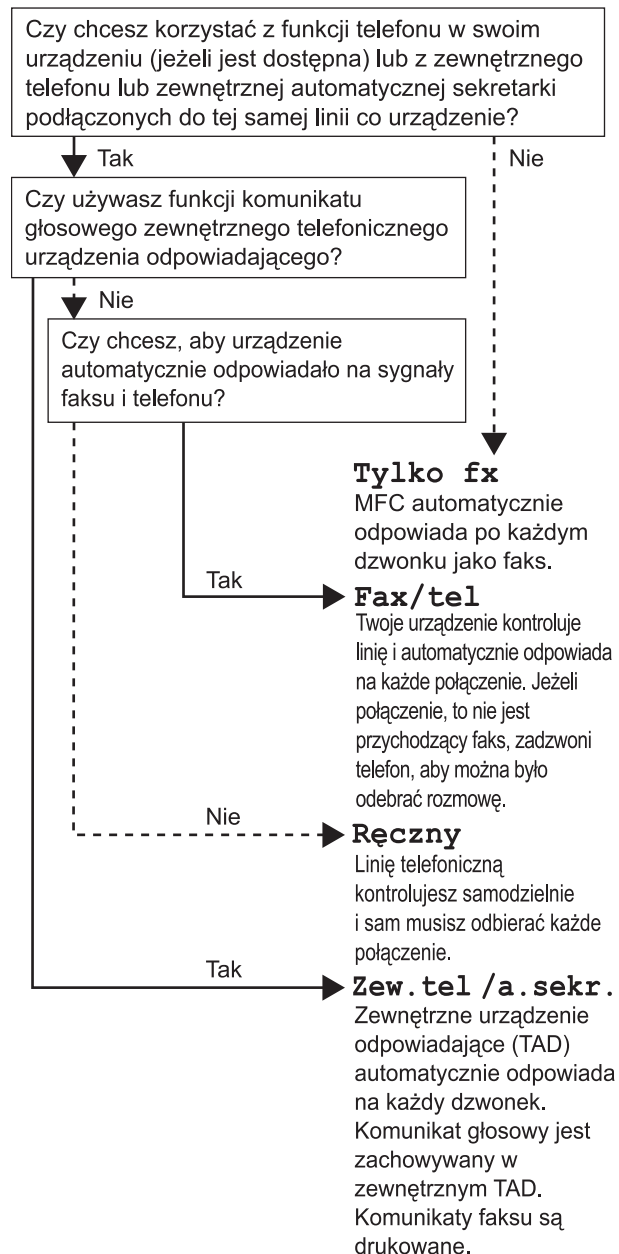 Czy chcesz korzystać z funkcji telefonu w swoim
urządzeniu (jeżeli jest dostępna) lub z zewnętrznego
telefonu lub zewnętrznej automatycznej sekretarki
podłączonych do tej samej linii co urządzenie?
Tak
Nie
Czy używasz funkcji komunikatu
głosowego zewnętrznego telefonicznego
urządzenia odpowiadającego?
Nie
Czy chcesz, aby urządzenie
automatycznie odpowiadało na sygnały
faksu i telefonu?
Tylko fx
MFC automatycznie
odpowiada po każdym
dzwonku jako faks.
Tak
Fax/tel
Twoje urządzenie kontroluje
linię i automatycznie odpowiada
na każde połączenie. Jeżeli
połączenie, to nie jest
przychodzący faks, zadzwoni
telefon, aby można było
odebrać rozmowę.
Nie
Ręczny
Linię telefoniczną
kontrolujesz samodzielnie
i sam musisz odbierać każde
połączenie.
Tak
Zew.tel /a.sekr.
Zewnętrzne urządzenie
odpowiadające (TAD)
automatycznie odpowiada
na każdy dzwonek.
Komunikat głosowy jest
zachowywany w
zewnętrznym TAD.
Komunikaty faksu są
drukowane.